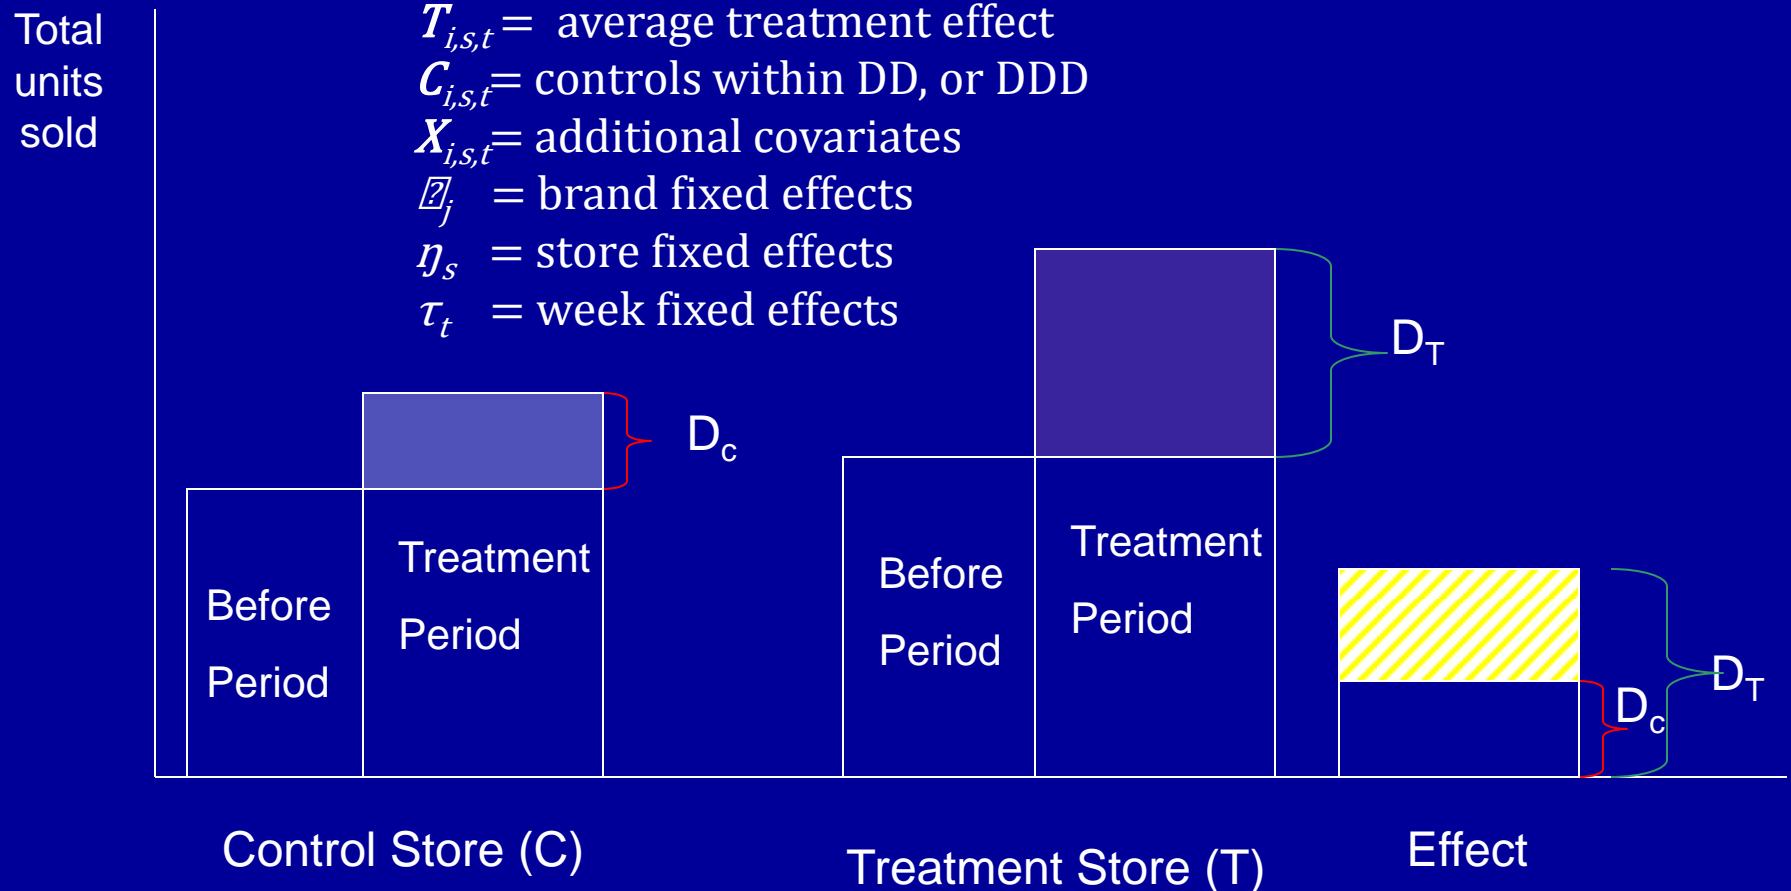 Total
units
sold
T_{i,s,t} = average treatment effect
C_{i,s,t} = controls within DD, or DDD
X_{i,s,t} = additional covariates
⍰_j = brand fixed effects
η_s = store fixed effects
τ_t = week fixed effects
D_T
D_c
Treatment
Period
Before
Period
Treatment
Period
Before
Period
D_T
D_c
Control Store (C)
Treatment Store (T)
Effect